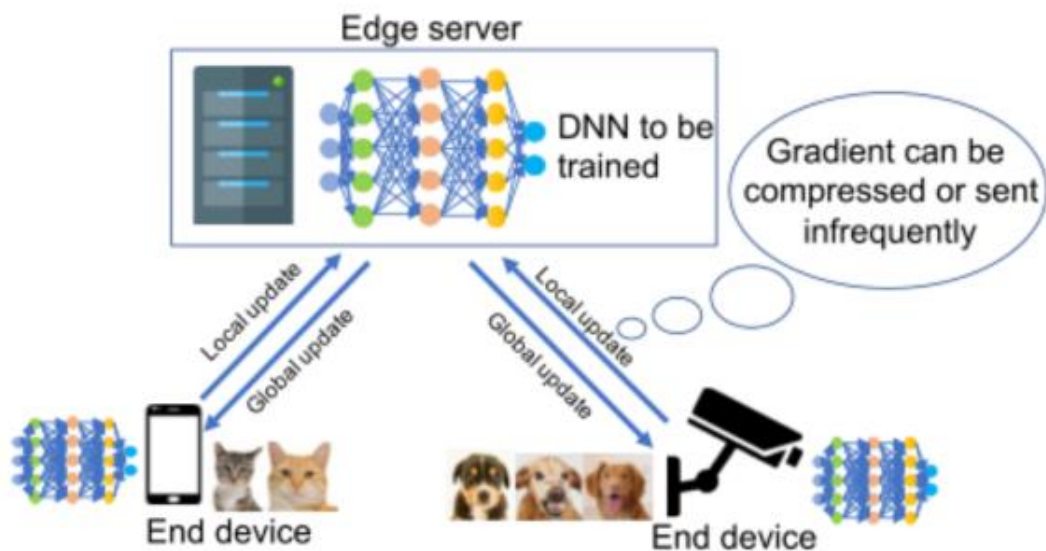 Edge server
DNN to be
trained
Gradient can be
compressed or sent
infrequently
Local update
Global update
Local update
Global update
End device
End device